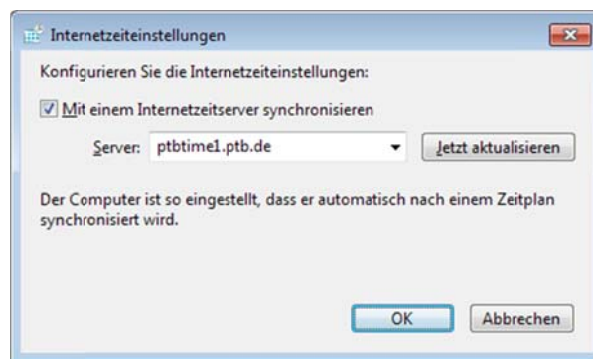 Internetzeiteinstellungen
Konfigurieren Sie die Internetzeiteinstellungen:
Mit einem Internetzeitserver synchronisieren
Server: ptbtime1.ptb.de Jetzt aktualisieren
Der Computer ist so eingestellt, dass er automatisch nach einem Zeitplan
synchronisiert wird.
OK Abbrechen